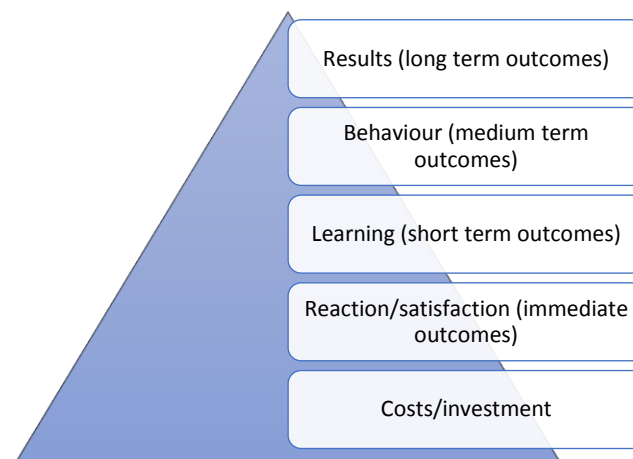 Results (long term outcomes)
Behaviour (medium term
outcomes)
Learning (short term outcomes)
Reaction/satisfaction (immediate
outcomes)
Costs/investment